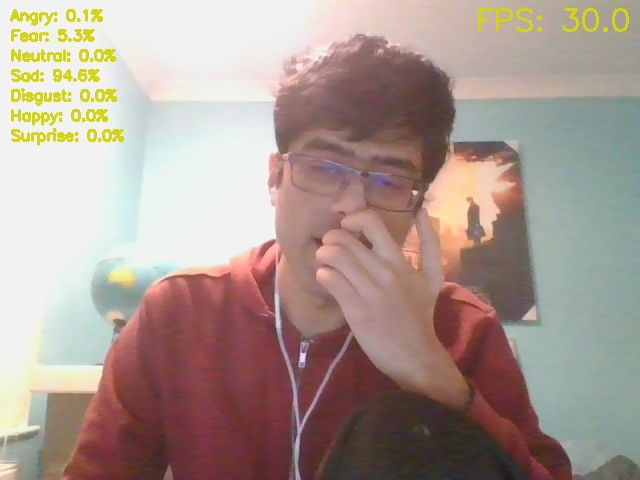 Angry: 0.1%
FPS: 30.0
Fear: 5.3%
Neutral: 0.0%
Sad: 94.6%
Disgust: 0.0%
Happy: 0.0%
Surprise: 0.0%